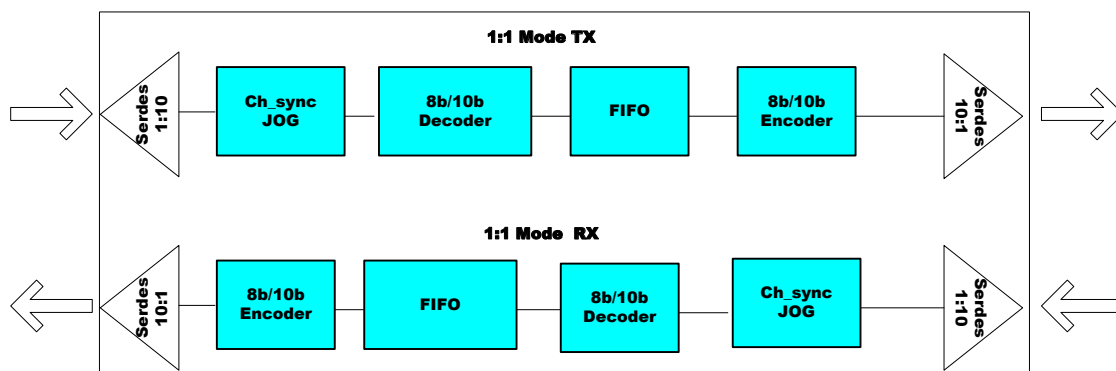 1:1 Mode TX
Serdes
1:10
Ch_sync
JOG
8b/10b
Decoder
FIFO
8b/10b
Encoder
Serdes
10:1
1:1 Mode  RX
Serdes
10:1
8b/10b
Encoder
FIFO
8b/10b
Decoder
Ch_sync
JOG
Serdes
1:10